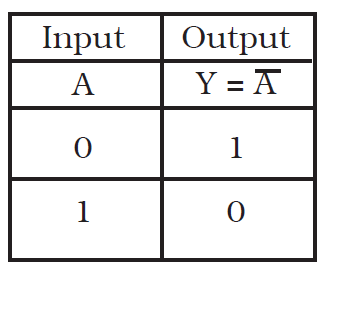 Input Output
A Y = A̅
0 1
1 0